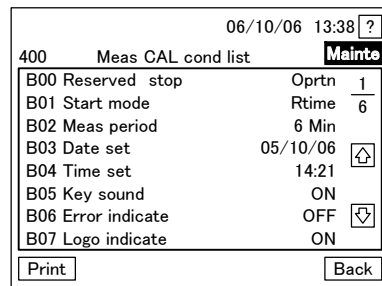 06/10/06 13:38 ?
400 Meas CAL cond list Mainte
B00 Reserved stop Oprtn
B01 Start mode Rtime
B02 Meas period 6 Min
B03 Date set 05/10/06
B04 Time set 14:21
B05 Key sound ON
B06 Error indicate OFF
B07 Logo indicate ON
1
6
Print Back